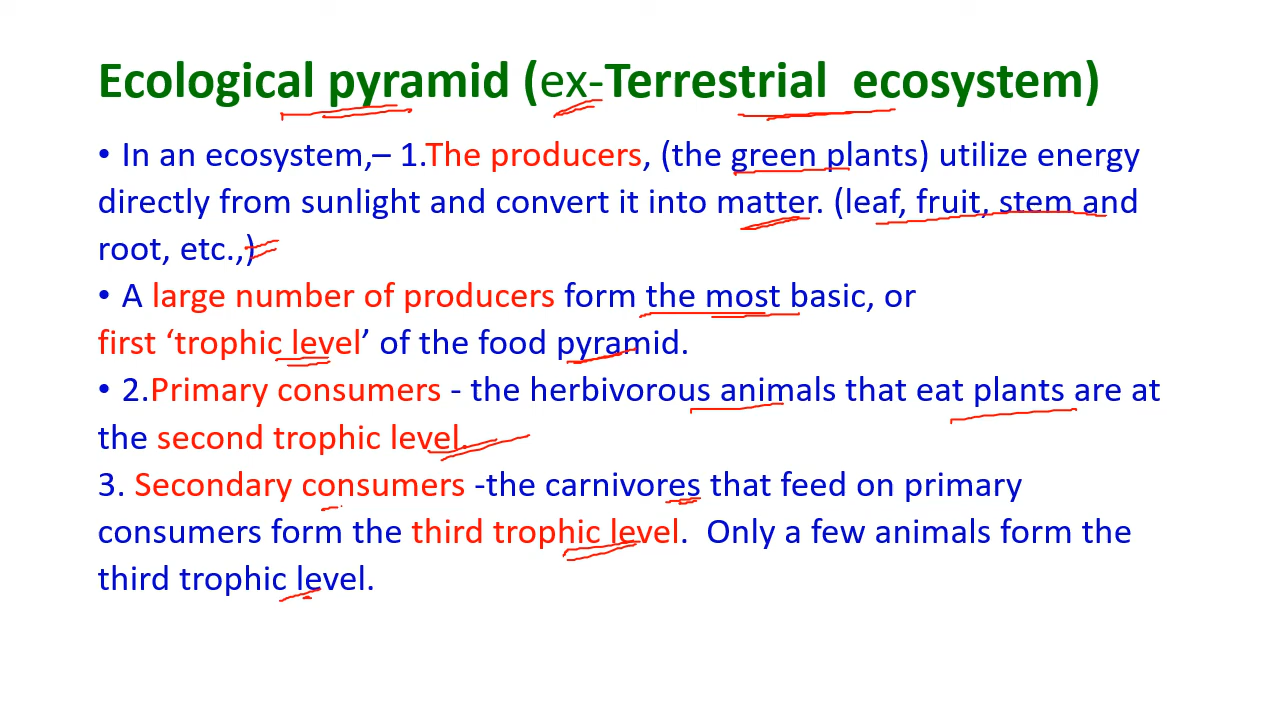 Ecological pyramid (ex-Terrestrial ecosystem)
• In an ecosystem,– 1.The producers, (the green plants) utilize energy
directly from sunlight and convert it into matter. (leaf, fruit, stem and
root, etc.,)
• A large number of producers form the most basic, or
first ‘trophic level’ of the food pyramid.
• 2.Primary consumers - the herbivorous animals that eat plants are at
the second trophic level.
3. Secondary consumers -the carnivores that feed on primary
consumers form the third trophic level. Only a few animals form the
third trophic level.